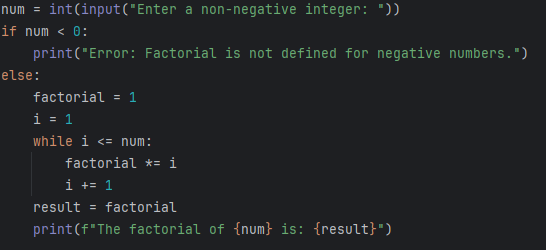 num = int(input("Enter a non-negative integer: "))
if num < 0:
    print("Error: Factorial is not defined for negative numbers.")
else:
    factorial = 1
    i = 1
    while i <= num:
        factorial *= i
        i += 1
    result = factorial
    print(f"The factorial of {num} is: {result}")